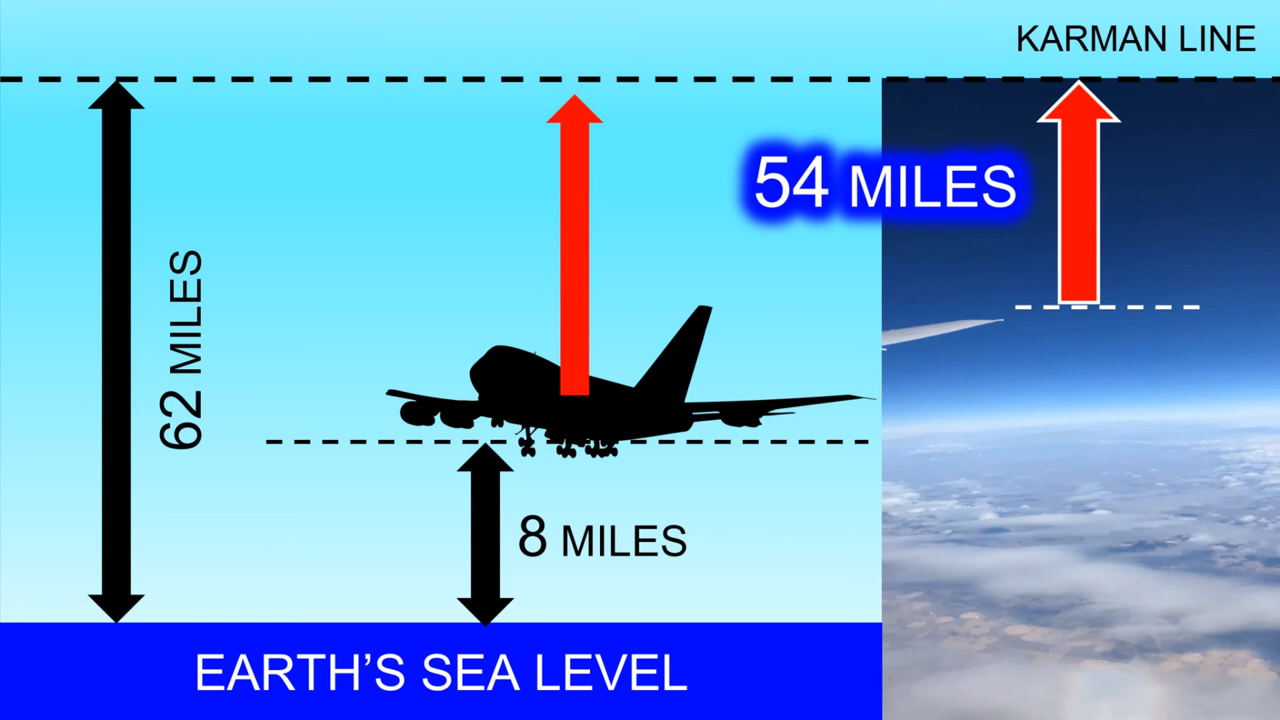 KARMAN LINE
54 MILES
62 MILES
8 MILES
EARTH'S SEA LEVEL